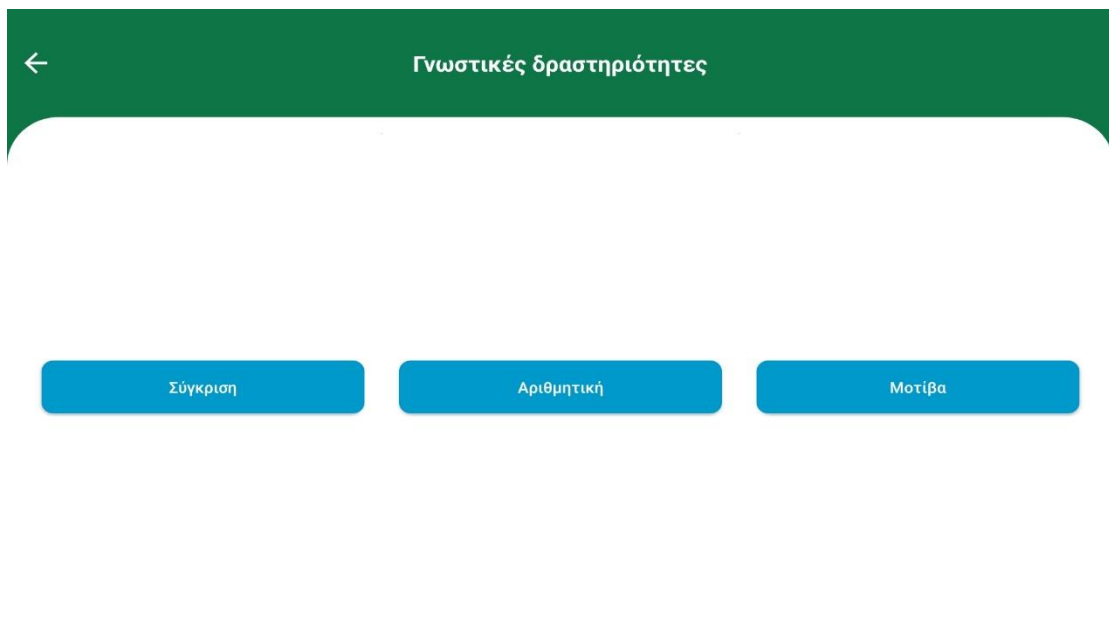 Γνωστικές δραστηριότητες
Σύγκριση
Αριθμητική
Μοτίβα